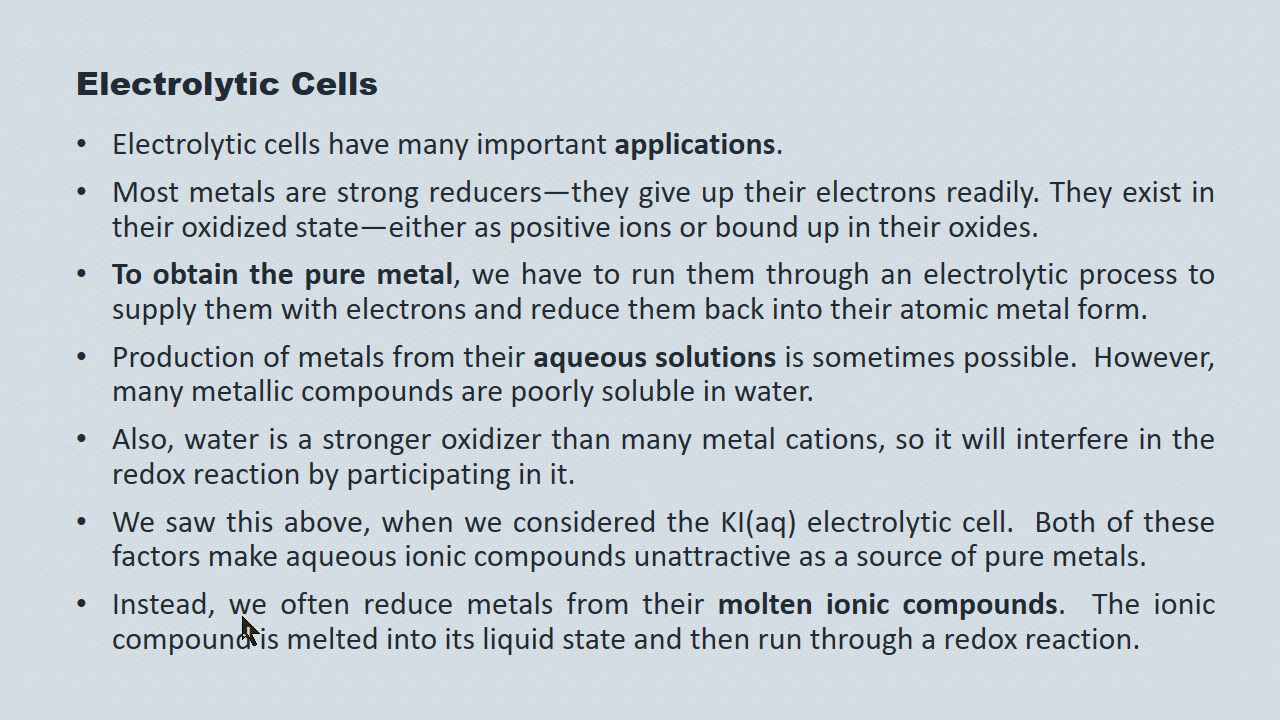 Electrolytic Cells
• Electrolytic cells have many important applications.
• Most metals are strong reducers—they give up their electrons readily. They exist in
their oxidized state—either as positive ions or bound up in their oxides.
• To obtain the pure metal, we have to run them through an electrolytic process to
supply them with electrons and reduce them back into their atomic metal form.
• Production of metals from their aqueous solutions is sometimes possible.  However,
many metallic compounds are poorly soluble in water.
• Also, water is a stronger oxidizer than many metal cations, so it will interfere in the
redox reaction by participating in it.
• We saw this above, when we considered the KI(aq) electrolytic cell.  Both of these
factors make aqueous ionic compounds unattractive as a source of pure metals.
• Instead, we often reduce metals from their molten ionic compounds.  The ionic
compound is melted into its liquid state and then run through a redox reaction.